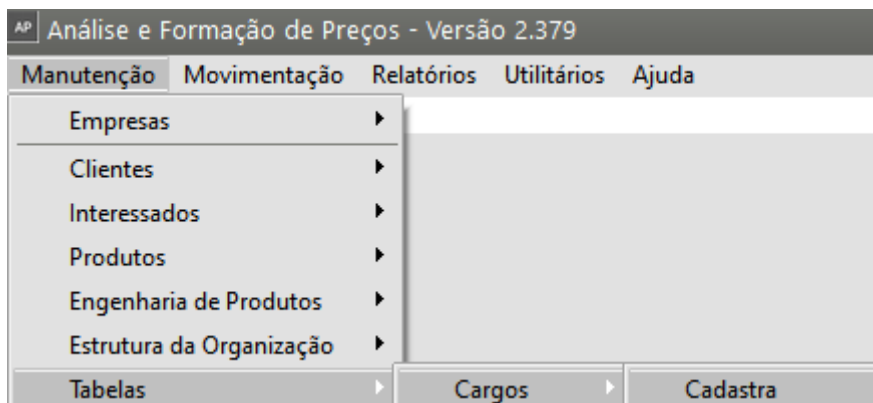 AP Análise e Formação de Preços - Versão 2.379
Manutenção Movimentação Relatórios Utilitários Ajuda
Empresas
Clientes
Interessados
Produtos
Engenharia de Produtos
Estrutura da Organização
Tabelas Cargos Cadastra